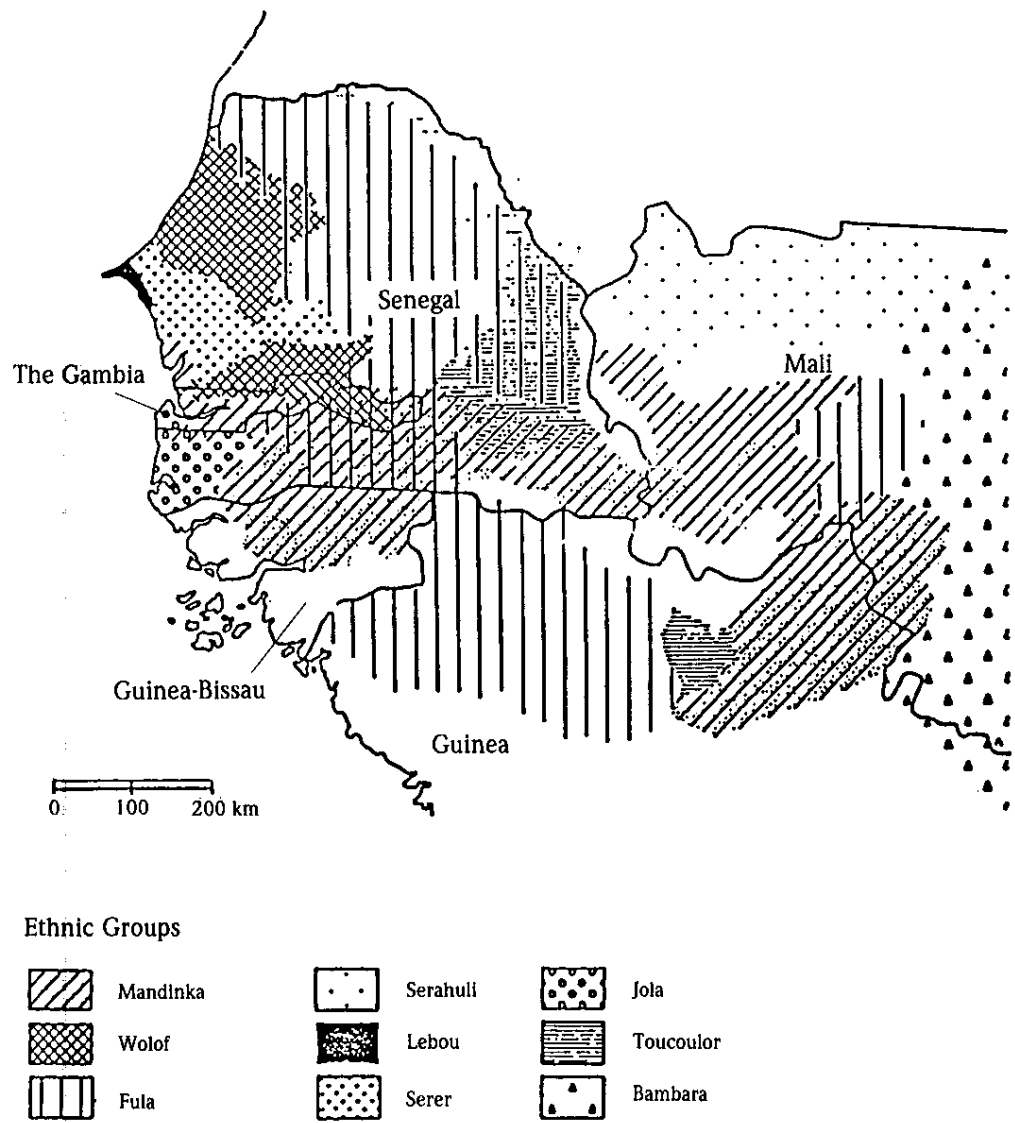 Senegal
Mali
The Gambia
Guinea-Bissau
Guinea
0 100 200 km
Ethnic Groups
Mandinka Serahuli Jola
Wolof Lebou Toucoulor
Fula Serer Bambara